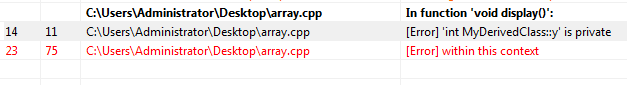 C:\Users\Administrator\Desktop\array.cpp In function 'void display()':
14 11 C:\Users\Administrator\Desktop\array.cpp [Error] 'int MyDerivedClass::y' is private
23 75 C:\Users\Administrator\Desktop\array.cpp [Error] within this context